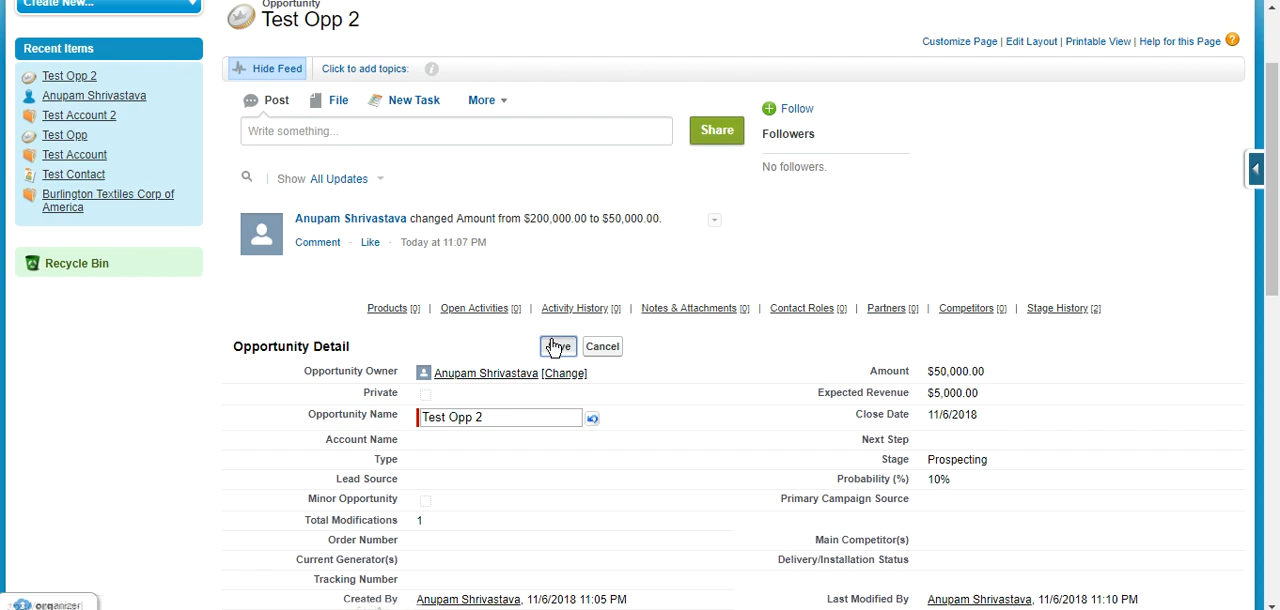 Create New...
Opportunity
Test Opp 2
Customize Page | Edit Layout | Printable View | Help for this Page ?
Recent Items
Test Opp 2
Anupam Shrivastava
Test Account 2
Test Opp
Test Account
Test Contact
Burlington Textiles Corp of
America
Recycle Bin
Hide Feed
Click to add topics: i
Post
File
New Task
More
Write something...
Share
Follow
Followers
No followers.
Show All Updates
Anupam Shrivastava changed Amount from $200,000.00 to $50,000.00.
Comment · Like · Today at 11:07 PM
Products [0] | Open Activities [0] | Activity History [0] | Notes & Attachments [0] | Contact Roles [0] | Partners [0] | Competitors [0] | Stage History [2]
Opportunity Detail
Cancel
Opportunity Owner Anupam Shrivastava [Change] Amount $50,000.00
Private Expected Revenue $5,000.00
Opportunity Name Test Opp 2 Close Date 11/6/2018
Account Name Next Step
Type Stage Prospecting
Lead Source Probability (%) 10%
Minor Opportunity Primary Campaign Source
Total Modifications 1
Order Number Main Competitor(s)
Current Generator(s) Delivery/Installation Status
Tracking Number
Created By Anupam Shrivastava, 11/6/2018 11:05 PM Last Modified By Anupam Shrivastava, 11/6/2018 11:10 PM